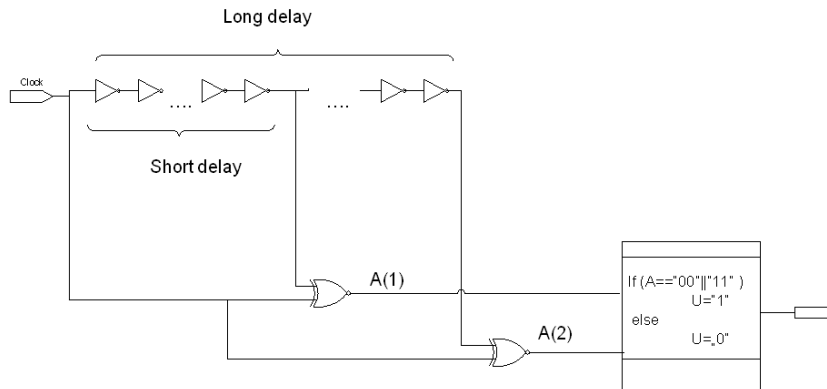 Long delay
Clock
....
....
Short delay
A(1)
A(2)
If (A=="00"||"11" )
U="1"
else
U=„0"